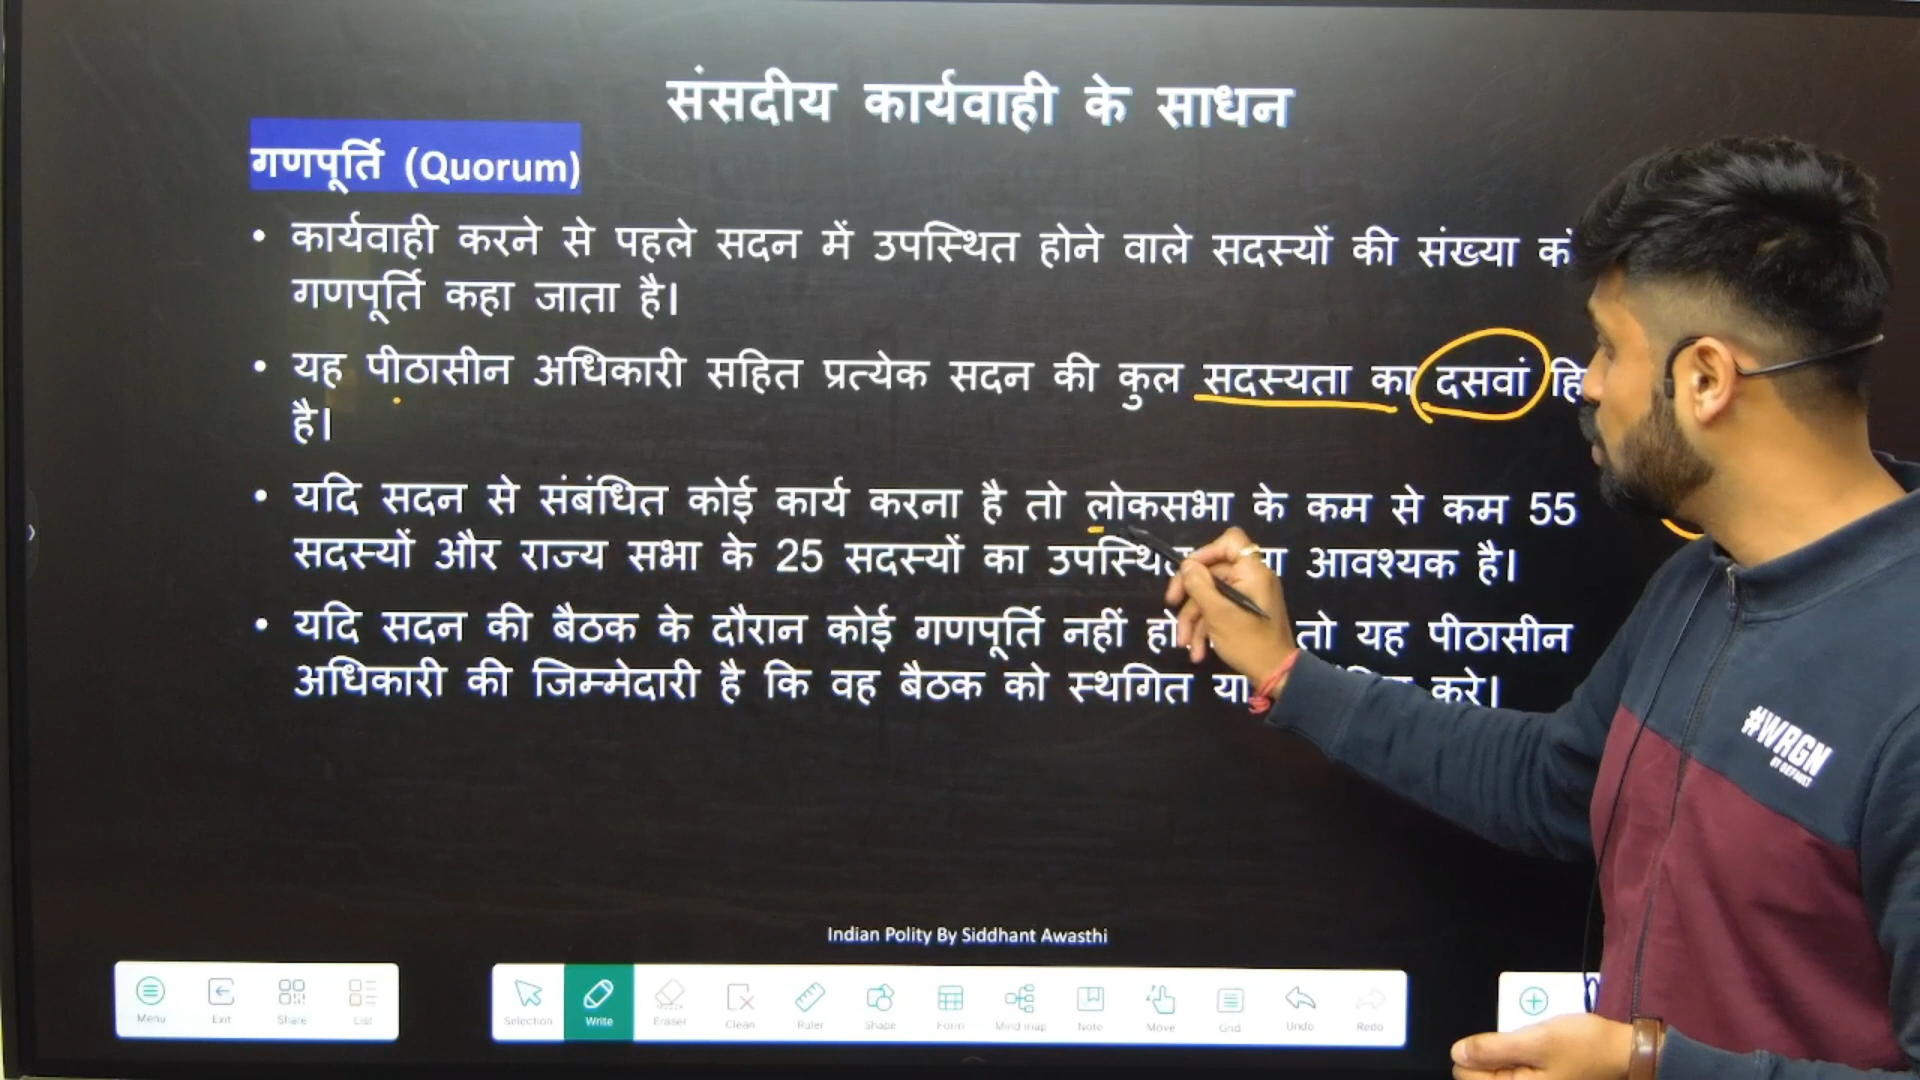 संसदीय कार्यवाही के साधन
गणपूर्ति (Quorum)
• कार्यवाही करने से पहले सदन में उपस्थित होने वाले सदस्यों की संख्या
गणपूर्ति कहा जाता है।
• यह पीठासीन अधिकारी सहित प्रत्येक सदन की कुल सदस्यता का दसवां
है।
• यदि सदन से संबंधित कोई कार्य करना है तो लोकसभा के कम से कम 55
सदस्यों और राज्य सभा के 25 सदस्यों का आवश्यक है।
• यदि सदन की बैठक के दौरान कोई गणपूर्ति नहीं तो यह पीठासीन
अधिकारी की जिम्मेदारी है कि वह बैठक को स्थगित या करे।
#WRGN
BY DEFAULT
Indian Polity By Siddhant Awasthi
Menu Exit Share List Selection Write Eraser Clean Ruler Shape Form Mind map Note Move Grid Undo Redo